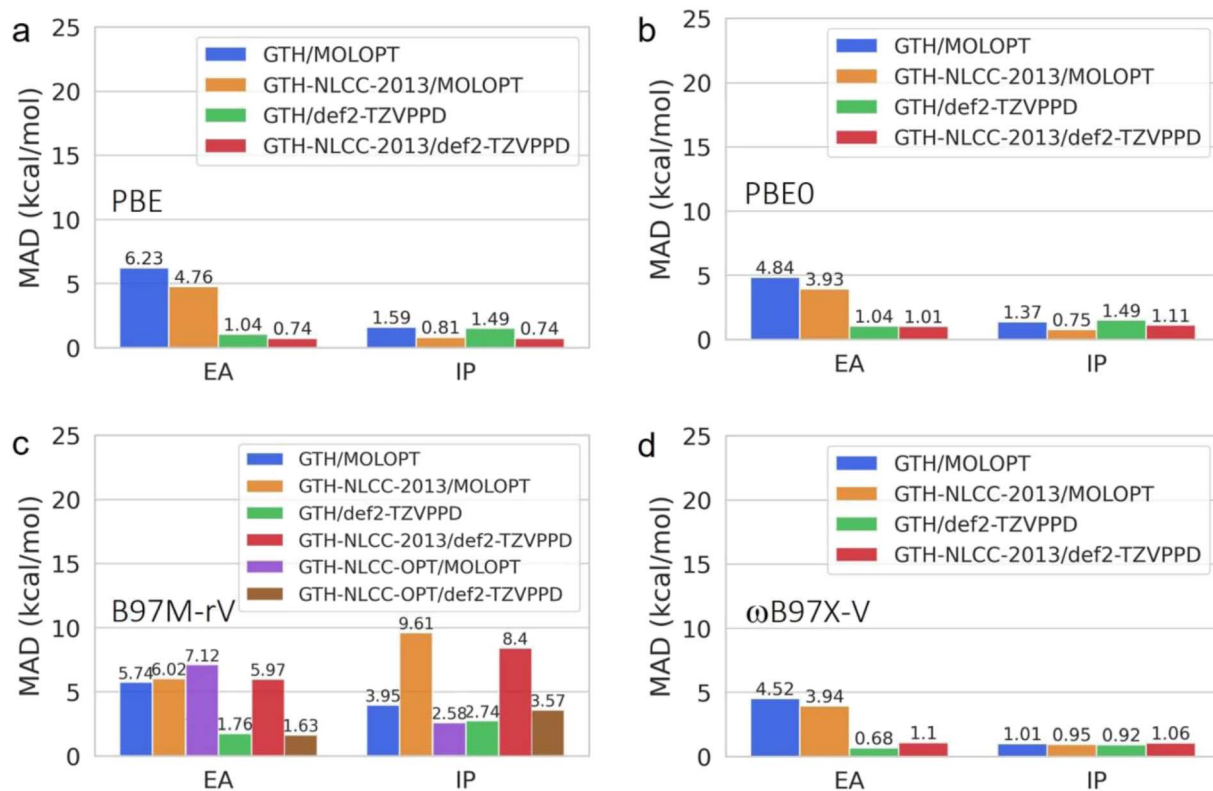 a
25
20
15
10
5
0
MAD (kcal/mol)
GTH/MOLOPT
GTH-NLCC-2013/MOLOPT
GTH/def2-TZVPPD
GTH-NLCC-2013/def2-TZVPPD
PBE
6.23
4.76
1.04
0.74
1.59
0.81
1.49
0.74
EA
IP
b
25
20
15
10
5
0
MAD (kcal/mol)
GTH/MOLOPT
GTH-NLCC-2013/MOLOPT
GTH/def2-TZVPPD
GTH-NLCC-2013/def2-TZVPPD
PBE0
4.84
3.93
1.04
1.01
1.37
0.75
1.49
1.11
EA
IP
c
25
20
15
10
5
0
MAD (kcal/mol)
GTH/MOLOPT
GTH-NLCC-2013/MOLOPT
GTH/def2-TZVPPD
GTH-NLCC-2013/def2-TZVPPD
GTH-NLCC-OPT/MOLOPT
GTH-NLCC-OPT/def2-TZVPPD
B97M-rV
5.74
6.02
7.12
1.76
5.97
1.63
3.95
9.61
2.58
2.74
8.4
3.57
EA
IP
d
25
20
15
10
5
0
MAD (kcal/mol)
GTH/MOLOPT
GTH-NLCC-2013/MOLOPT
GTH/def2-TZVPPD
GTH-NLCC-2013/def2-TZVPPD
ωB97X-V
4.52
3.94
0.68
1.1
1.01
0.95
0.92
1.06
EA
IP